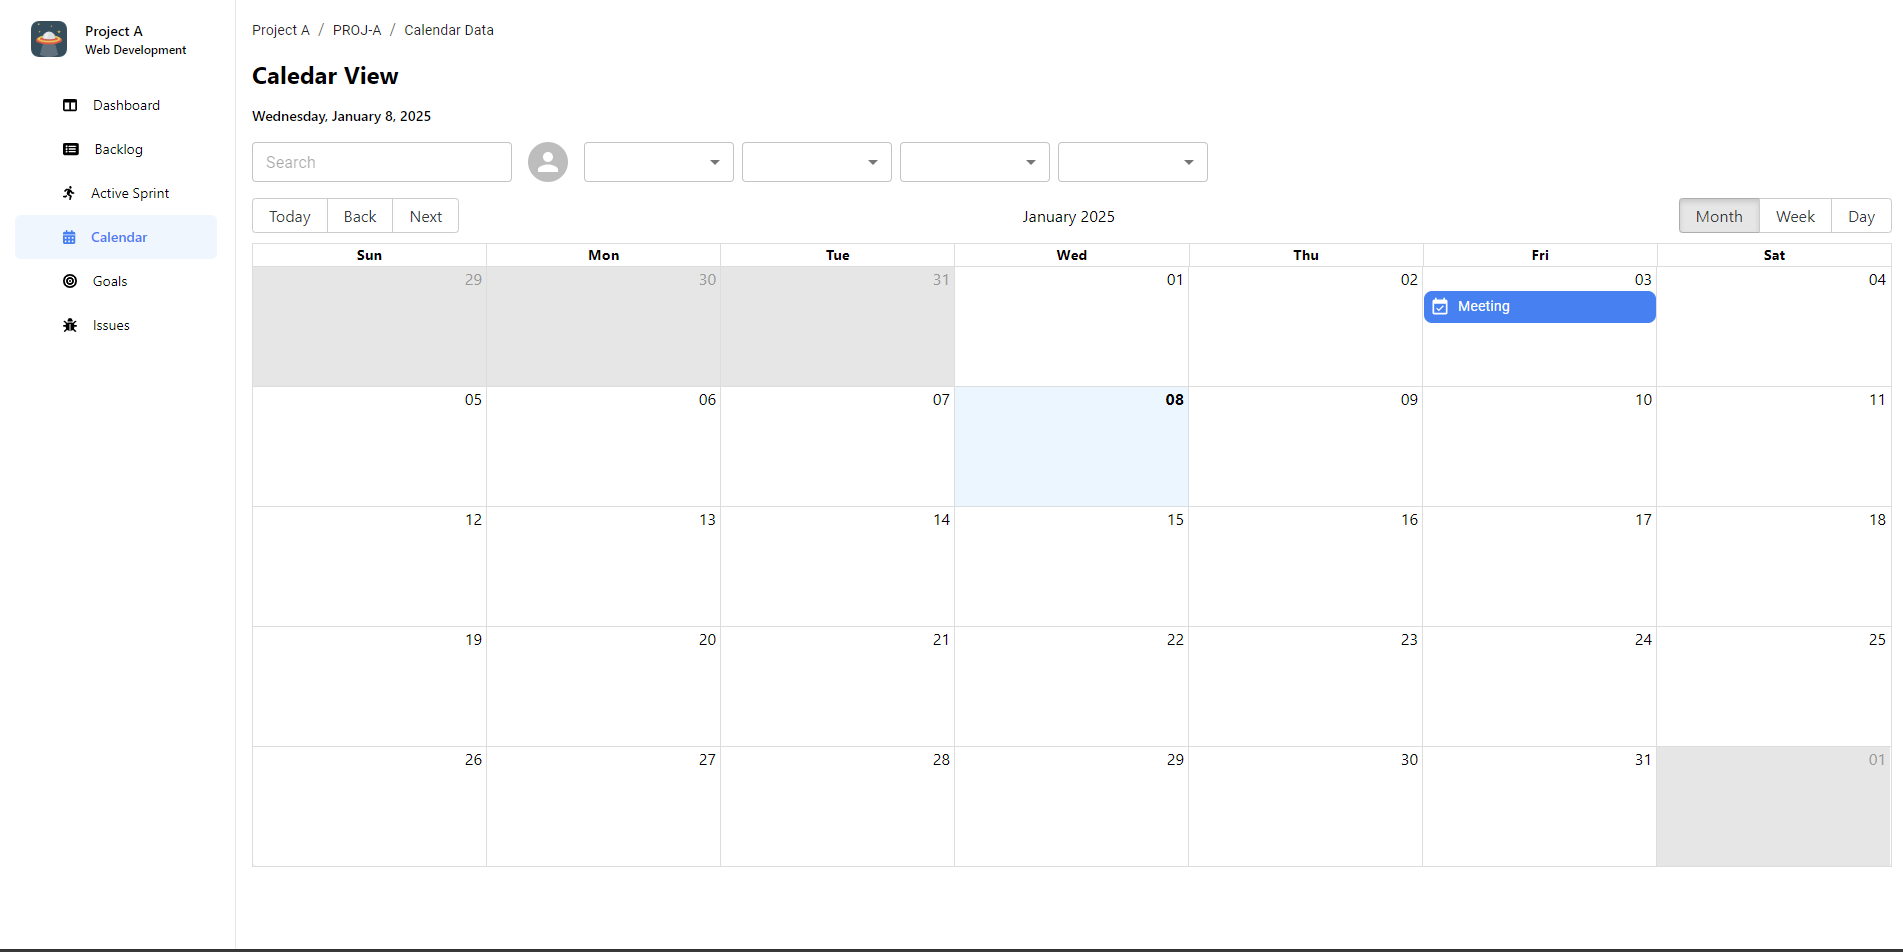 Project A
Web Development
Dashboard
Backlog
Active Sprint
Calendar
Goals
Issues
Project A / PROJ-A / Calendar Data
Caledar View
Wednesday, January 8, 2025
Search
Today Back Next January 2025 Month Week Day
Sun Mon Tue Wed Thu Fri Sat
29 30 31 01 02 03 04
Meeting
05 06 07 08 09 10 11
12 13 14 15 16 17 18
19 20 21 22 23 24 25
26 27 28 29 30 31 01